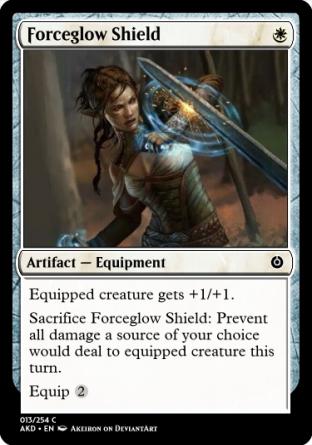 Forceglow Shield
Artifact — Equipment
Equipped creature gets +1/+1.
Sacrifice Forceglow Shield: Prevent
all damage a source of your choice
would deal to equipped creature this
turn.
Equip 2
013/254 C
AKD • EN Akeiron on DeviantArt